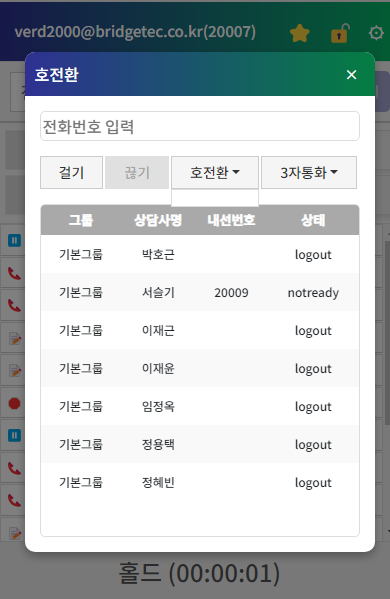 verd2000@bridgetec.co.kr(20007)
호전환 ×
전화번호 입력
걸기 끊기 호전환 3자통화
그룹 상담사명 내선번호 상태
기본그룹 박호근 logout
기본그룹 서슬기 20009 notready
기본그룹 이재근 logout
기본그룹 이재윤 logout
기본그룹 임정옥 logout
기본그룹 정용택 logout
기본그룹 정혜빈 logout
홀드 (00:00:01)